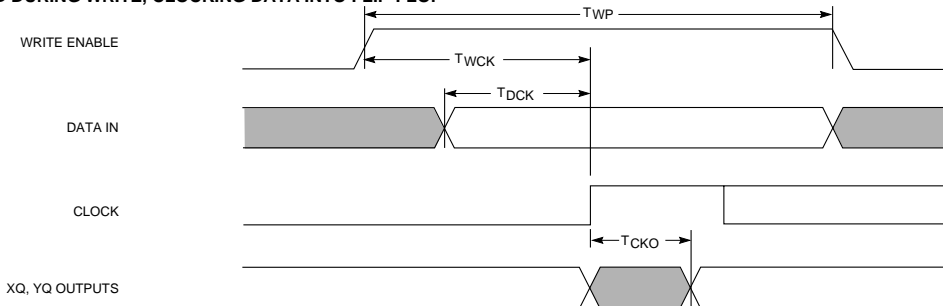 DURING WRITE, CLOCKING DATA INTO FLIP-FLOP
TWP
WRITE ENABLE
TWCK
TDCK
DATA IN
CLOCK
TCKO
XQ, YQ OUTPUTS